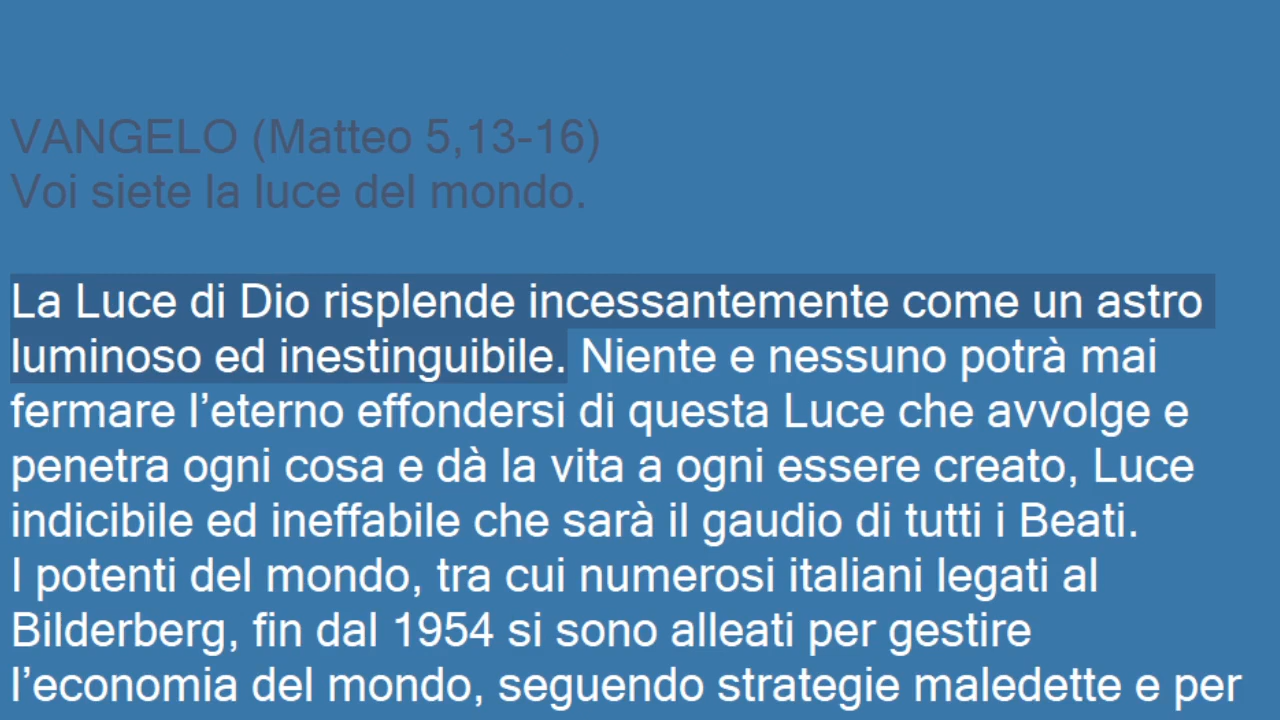 VANGELO (Matteo 5,13-16)
Voi siete la luce del mondo.
La Luce di Dio risplende incessantemente come un astro
luminoso ed inestinguibile. Niente e nessuno potrà mai
fermare l’eterno effondersi di questa Luce che avvolge e
penetra ogni cosa e dà la vita a ogni essere creato, Luce
indicibile ed ineffabile che sarà il gaudio di tutti i Beati.
I potenti del mondo, tra cui numerosi italiani legati al
Bilderberg, fin dal 1954 si sono alleati per gestire
l’economia del mondo, seguendo strategie maledette e per